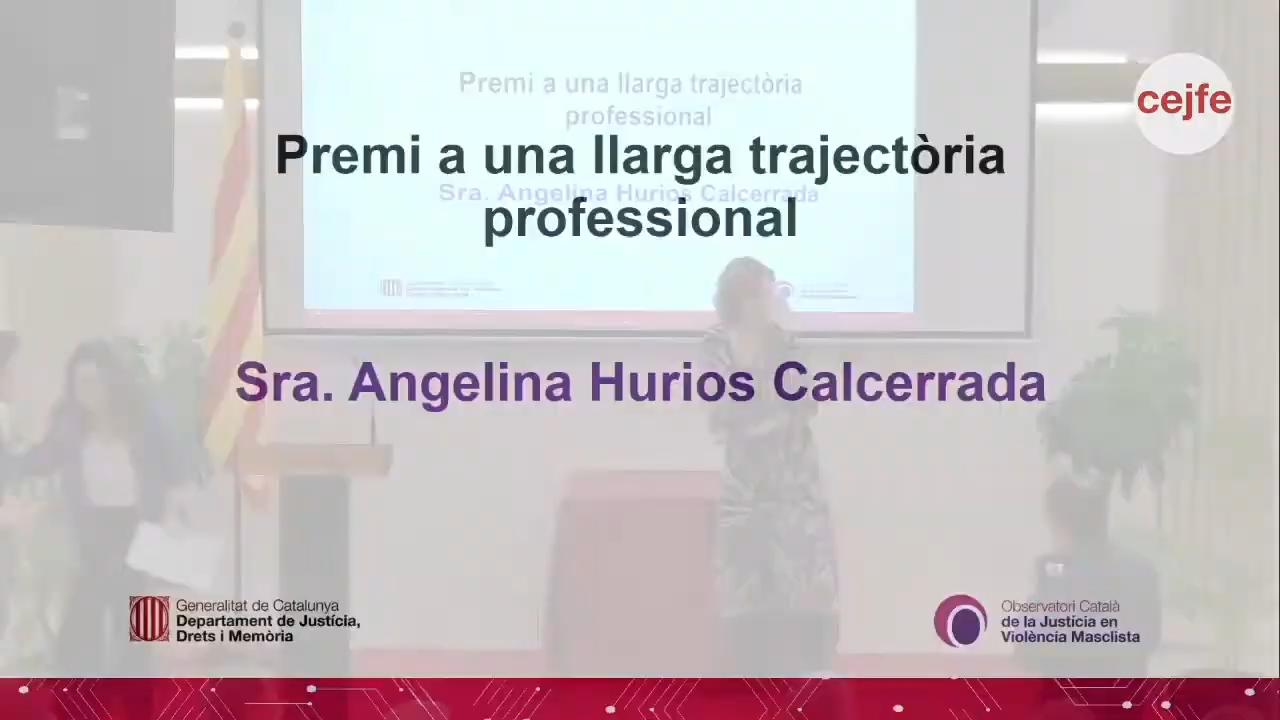 cejfe
Premi a una llarga trajectòria
professional
Sra. Angelina Hurios Calcerrada
Premi a una llarga trajectòria
professional
Sra. Angelina Hurios Calcerrada
Generalitat de Catalunya
Departament de Justícia,
Drets i Memòria
Observatori Català
de la Justícia en
Violència Masclista